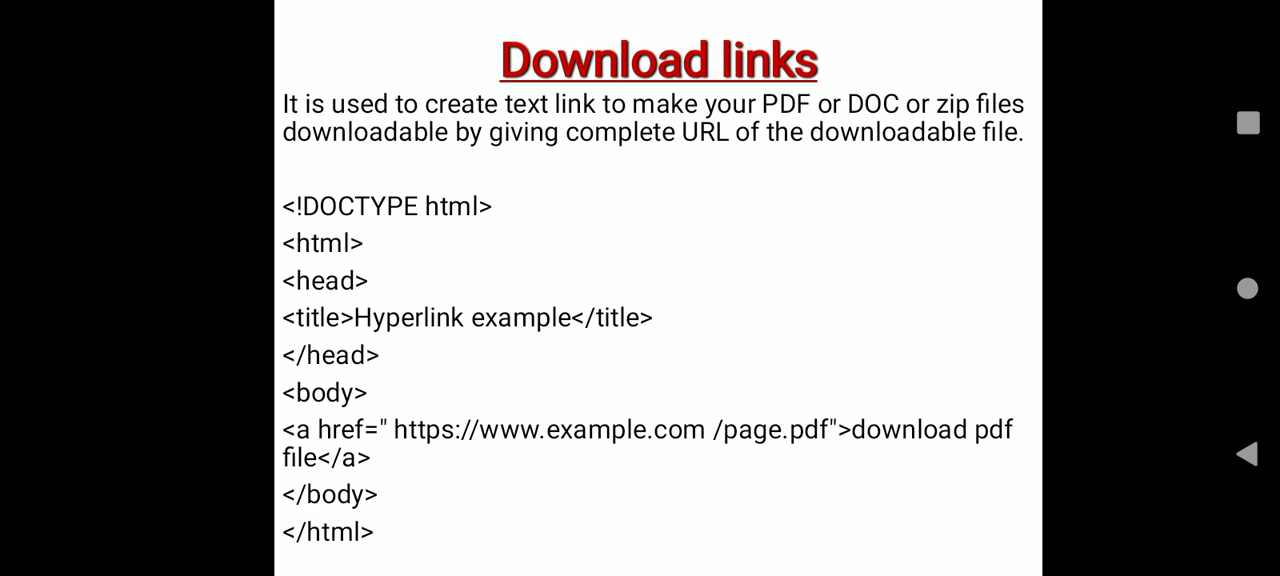 Download links
It is used to create text link to make your PDF or DOC or zip files
downloadable by giving complete URL of the downloadable file.
<!DOCTYPE html>
<html>
<head>
<title>Hyperlink example</title>
</head>
<body>
<a href=" https://www.example.com /page.pdf">download pdf
file</a>
</body>
</html>